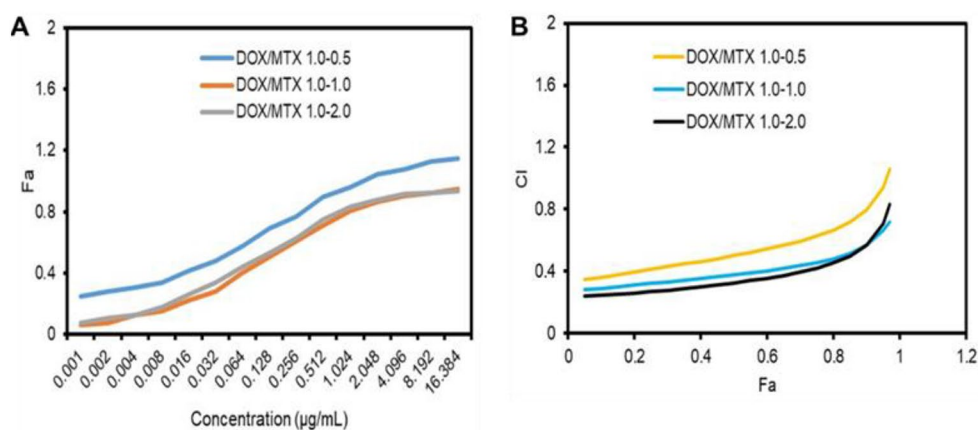 A
2
1.6
1.2
0.8
0.4
0
Fa
DOX/MTX 1.0-0.5
DOX/MTX 1.0-1.0
DOX/MTX 1.0-2.0
0.001
0.002
0.004
0.008
0.016
0.032
0.064
0.128
0.256
0.512
1.024
2.048
4.096
8.192
16.384
Concentration (µg/mL)
B
2
1.6
1.2
0.8
0.4
0
CI
DOX/MTX 1.0-0.5
DOX/MTX 1.0-1.0
DOX/MTX 1.0-2.0
0 0.2 0.4 0.6 0.8 1 1.2
Fa